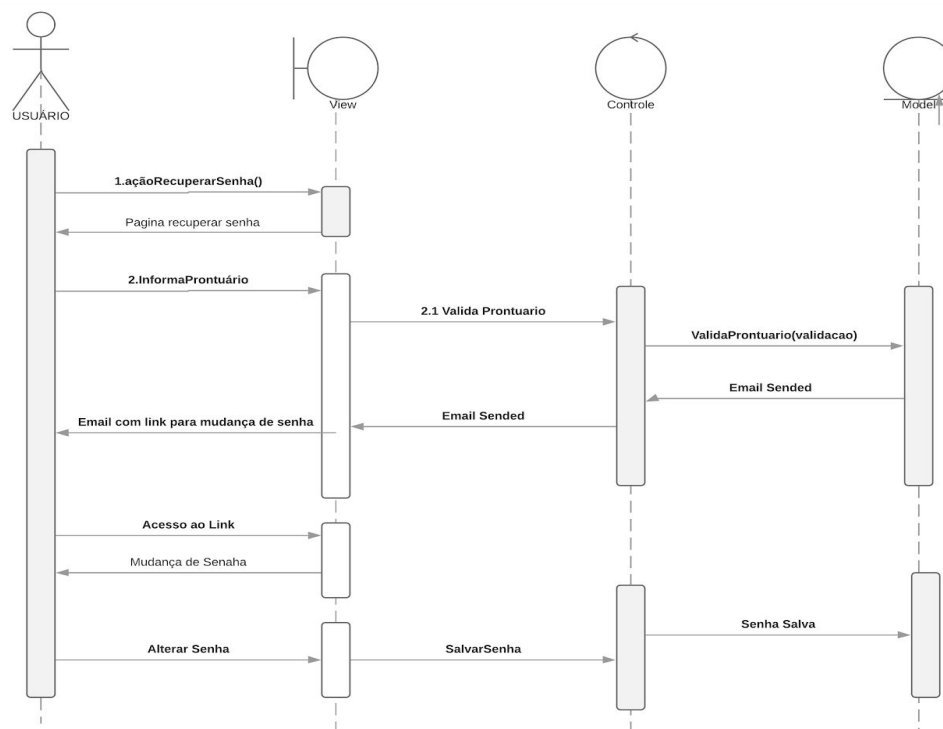 USUÁRIO
View
Controle
Model
1.açãoRecuperarSenha()
Pagina recuperar senha
2.InformaProntuário
2.1 Valida Prontuario
ValidaProntuario(validacao)
Email Sended
Email Sended
Email com link para mudança de senha
Acesso ao Link
Mudança de Senaha
Senha Salva
Alterar Senha
SalvarSenha